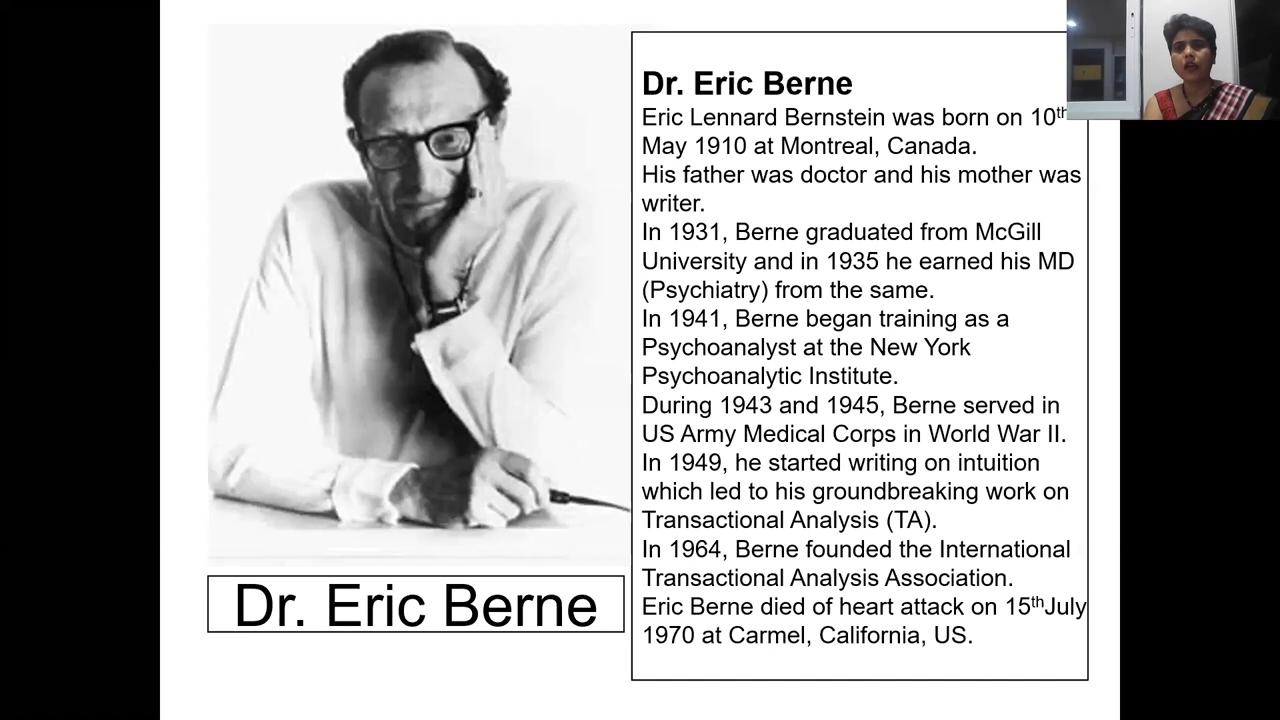 Dr. Eric Berne
Eric Lennard Bernstein was born on 10th
May 1910 at Montreal, Canada.
His father was doctor and his mother was
writer.
In 1931, Berne graduated from McGill
University and in 1935 he earned his MD
(Psychiatry) from the same.
In 1941, Berne began training as a
Psychoanalyst at the New York
Psychoanalytic Institute.
During 1943 and 1945, Berne served in
US Army Medical Corps in World War II.
In 1949, he started writing on intuition
which led to his groundbreaking work on
Transactional Analysis (TA).
In 1964, Berne founded the International
Transactional Analysis Association.
Eric Berne died of heart attack on 15thJuly
1970 at Carmel, California, US.
Dr. Eric Berne